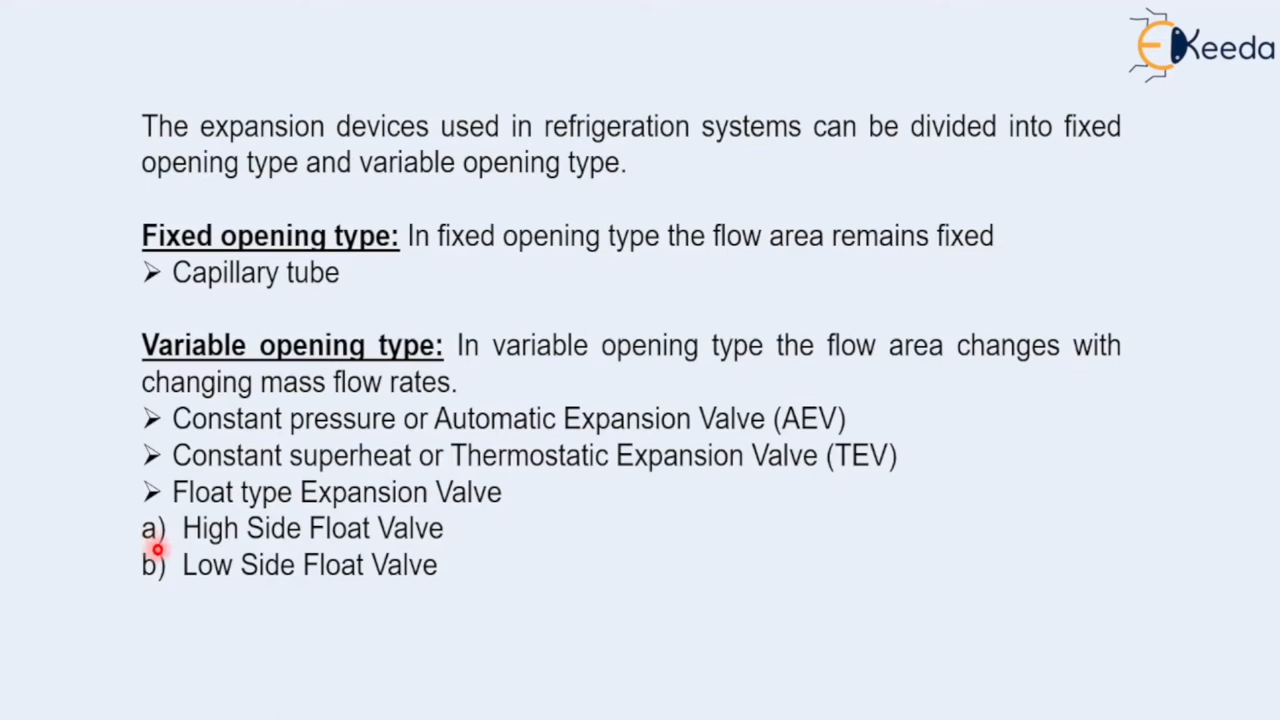 EKeeda
The expansion devices used in refrigeration systems can be divided into fixed
opening type and variable opening type.
Fixed opening type: In fixed opening type the flow area remains fixed
➢ Capillary tube
Variable opening type: In variable opening type the flow area changes with
changing mass flow rates.
➢ Constant pressure or Automatic Expansion Valve (AEV)
➢ Constant superheat or Thermostatic Expansion Valve (TEV)
➢ Float type Expansion Valve
a) High Side Float Valve
b) Low Side Float Valve